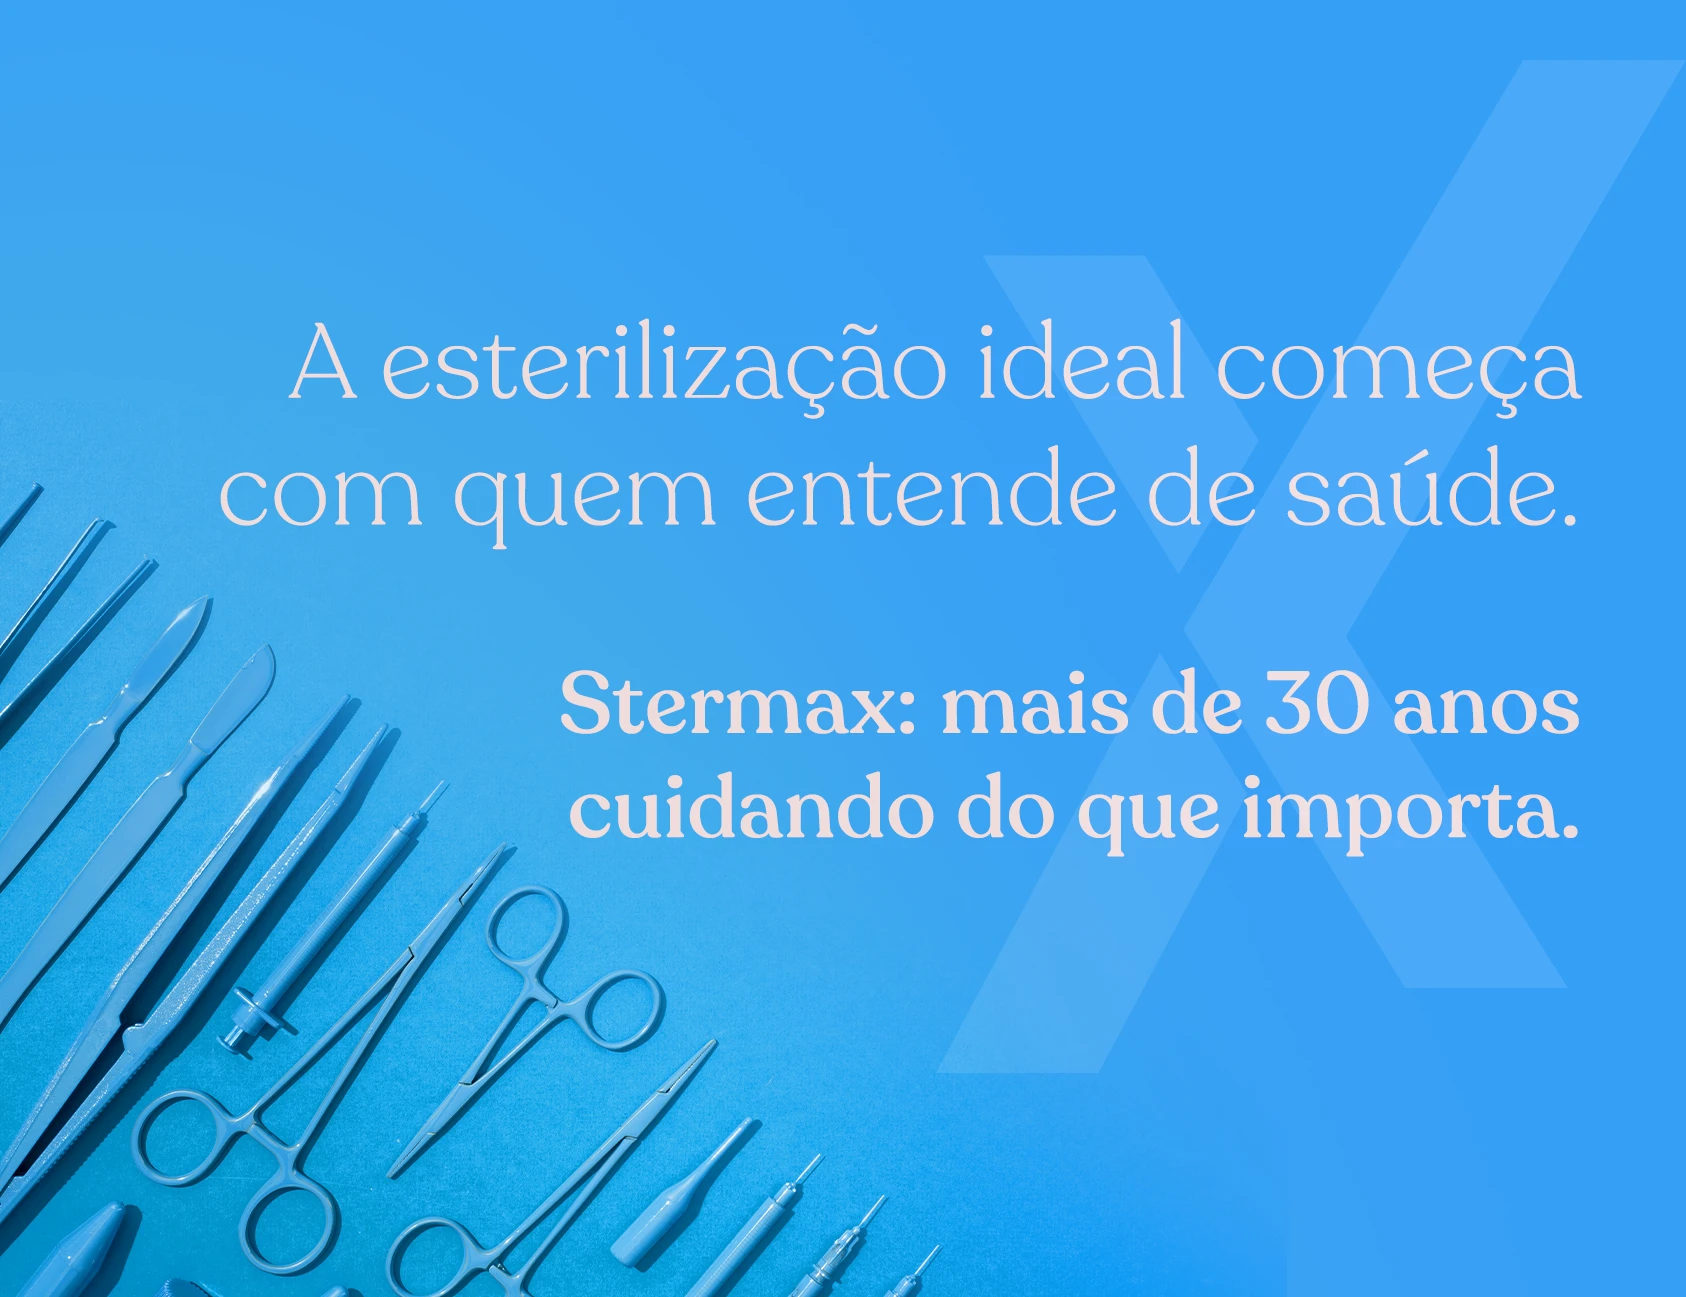 A esterilização ideal começa
com quem entende de saúde.
Stermax: mais de 30 anos
cuidando do que importa.